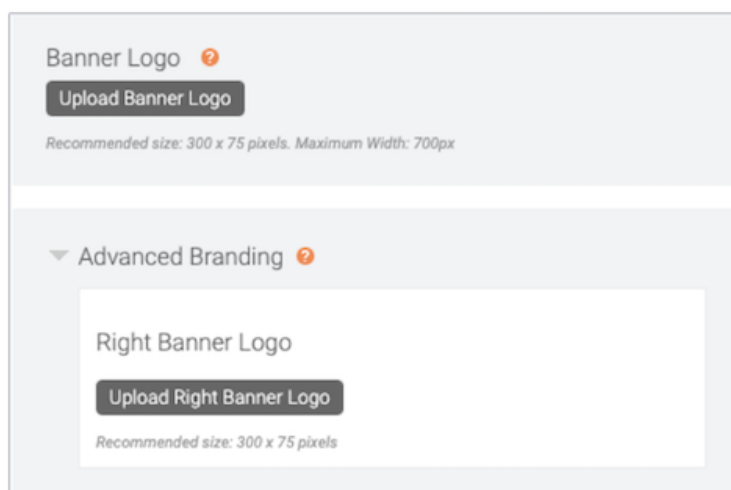 Banner Logo ?
Upload Banner Logo
Recommended size: 300 x 75 pixels. Maximum Width: 700px
Advanced Branding ?
Right Banner Logo
Upload Right Banner Logo
Recommended size: 300 x 75 pixels